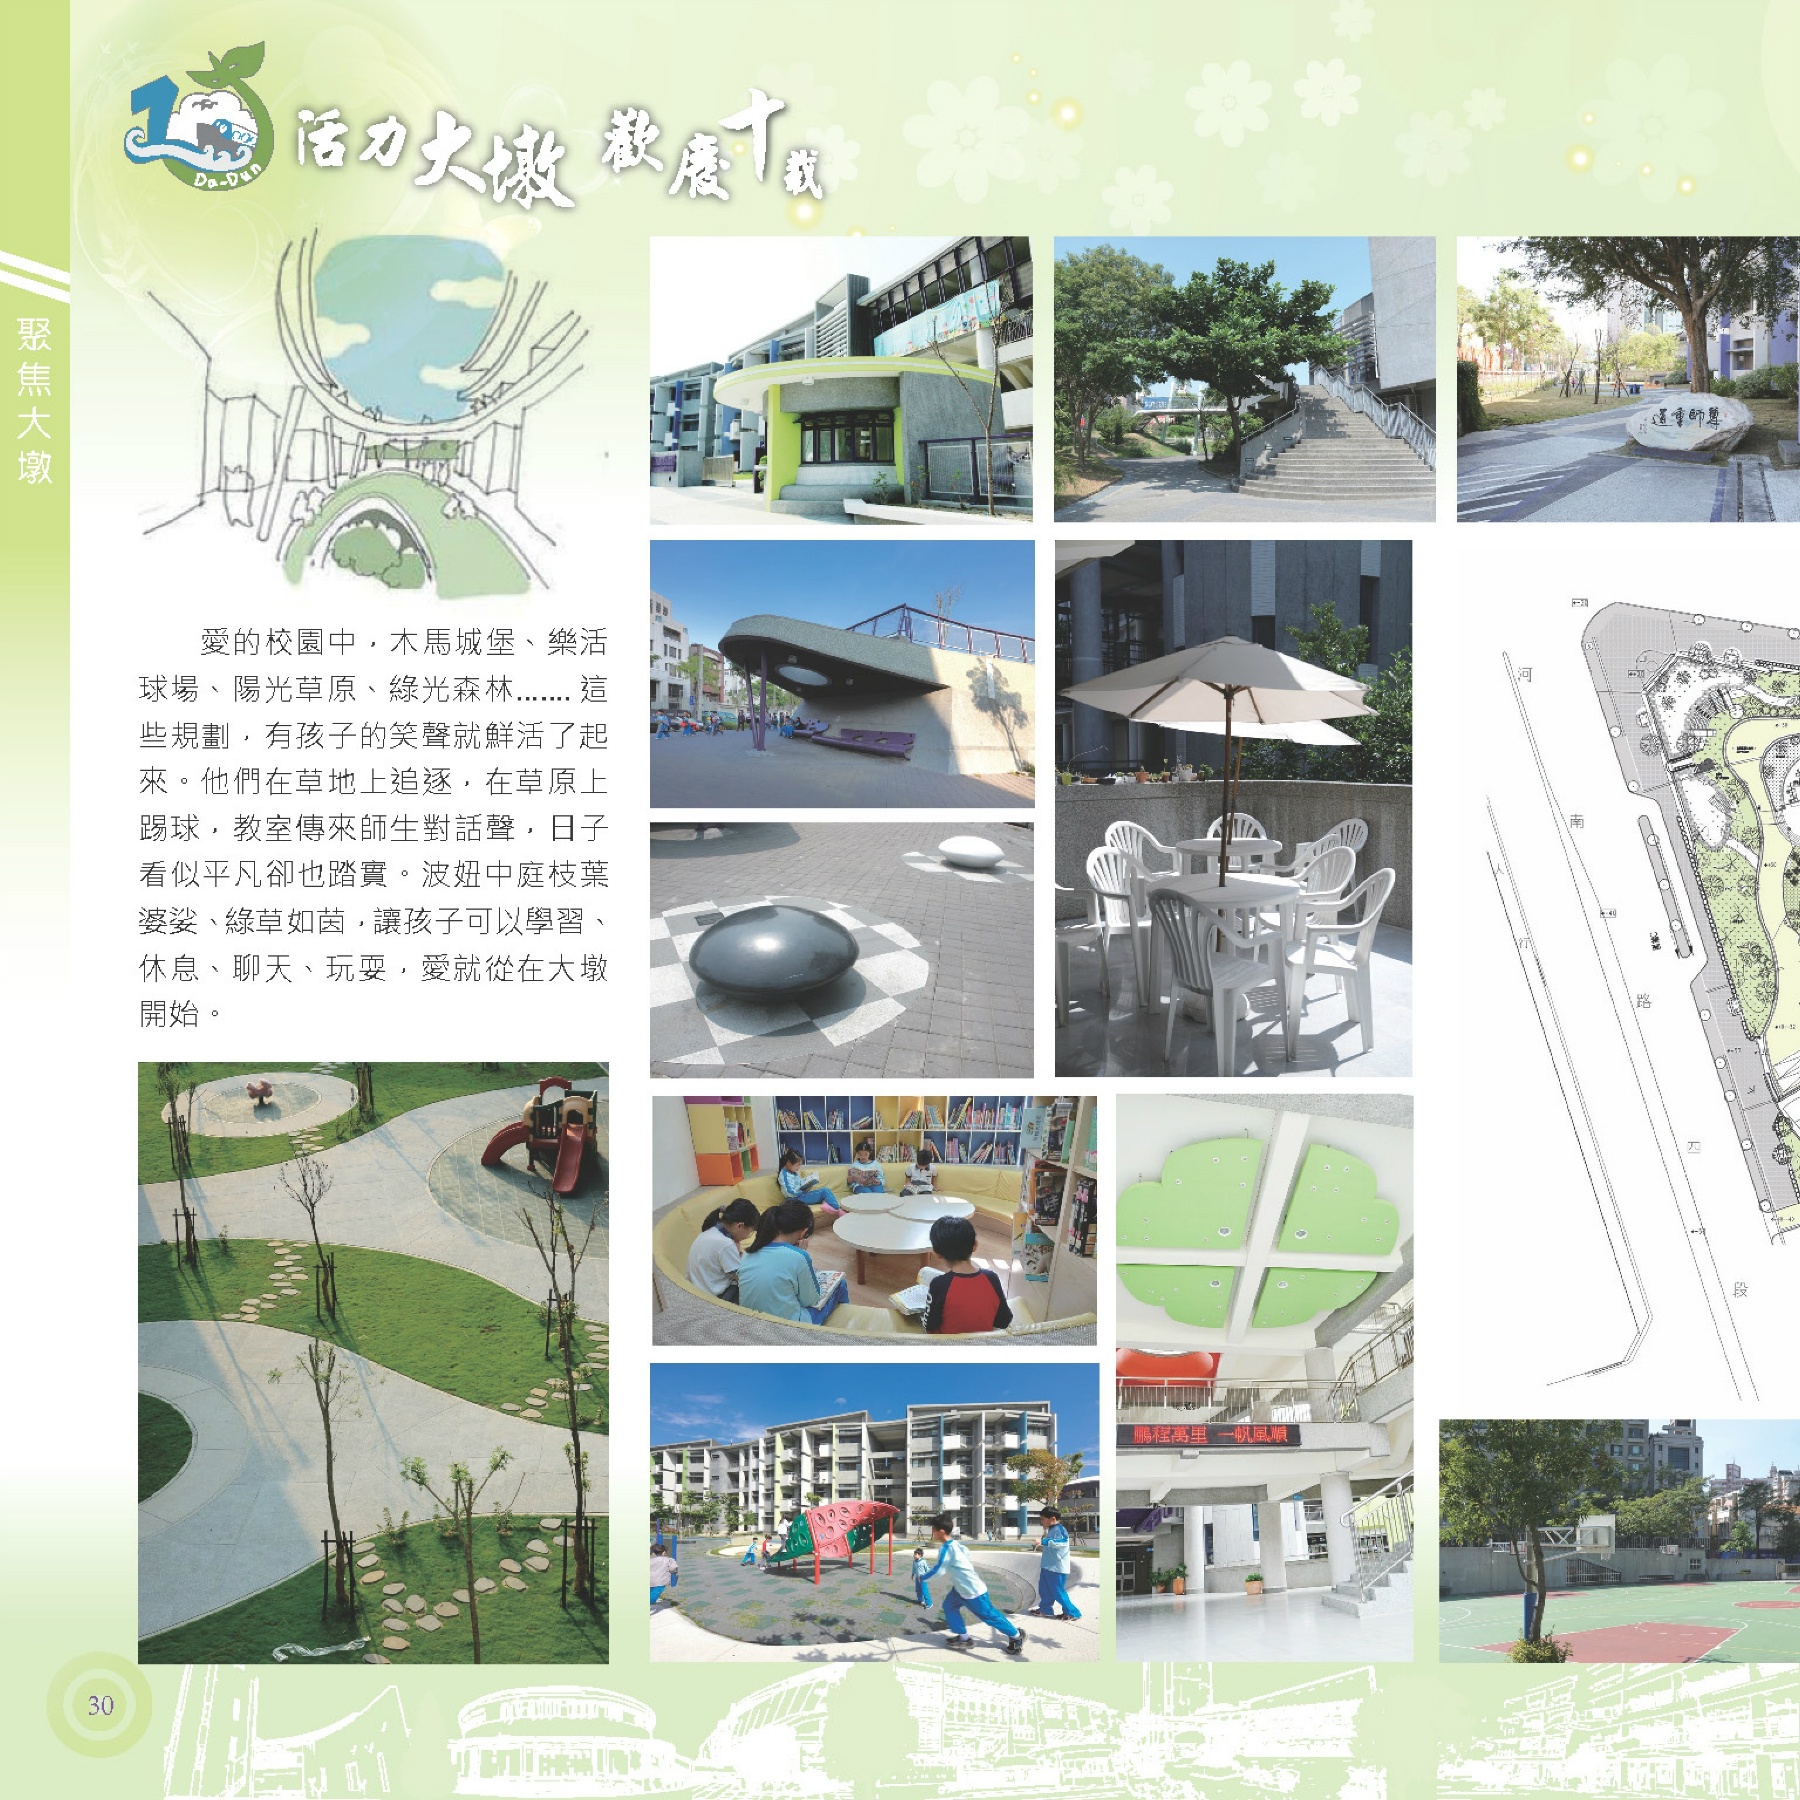 Da-Dun
活力大墩 歡慶十載
聚焦大墩
愛的校園中，木馬城堡、樂活
球場、陽光草原、綠光森林....... 這
些規劃，有孩子的笑聲就鮮活了起
來。他們在草地上追逐，在草原上
踢球，教室傳來師生對話聲，日子
看似平凡卻也踏實。波妞中庭枝葉
婆娑、綠草如茵，讓孩子可以學習、
休息、聊天、玩耍，愛就從在大墩
開始。
尊師重道
河
南
路
四
段
人
行
鵬程萬里 一帆風順
30